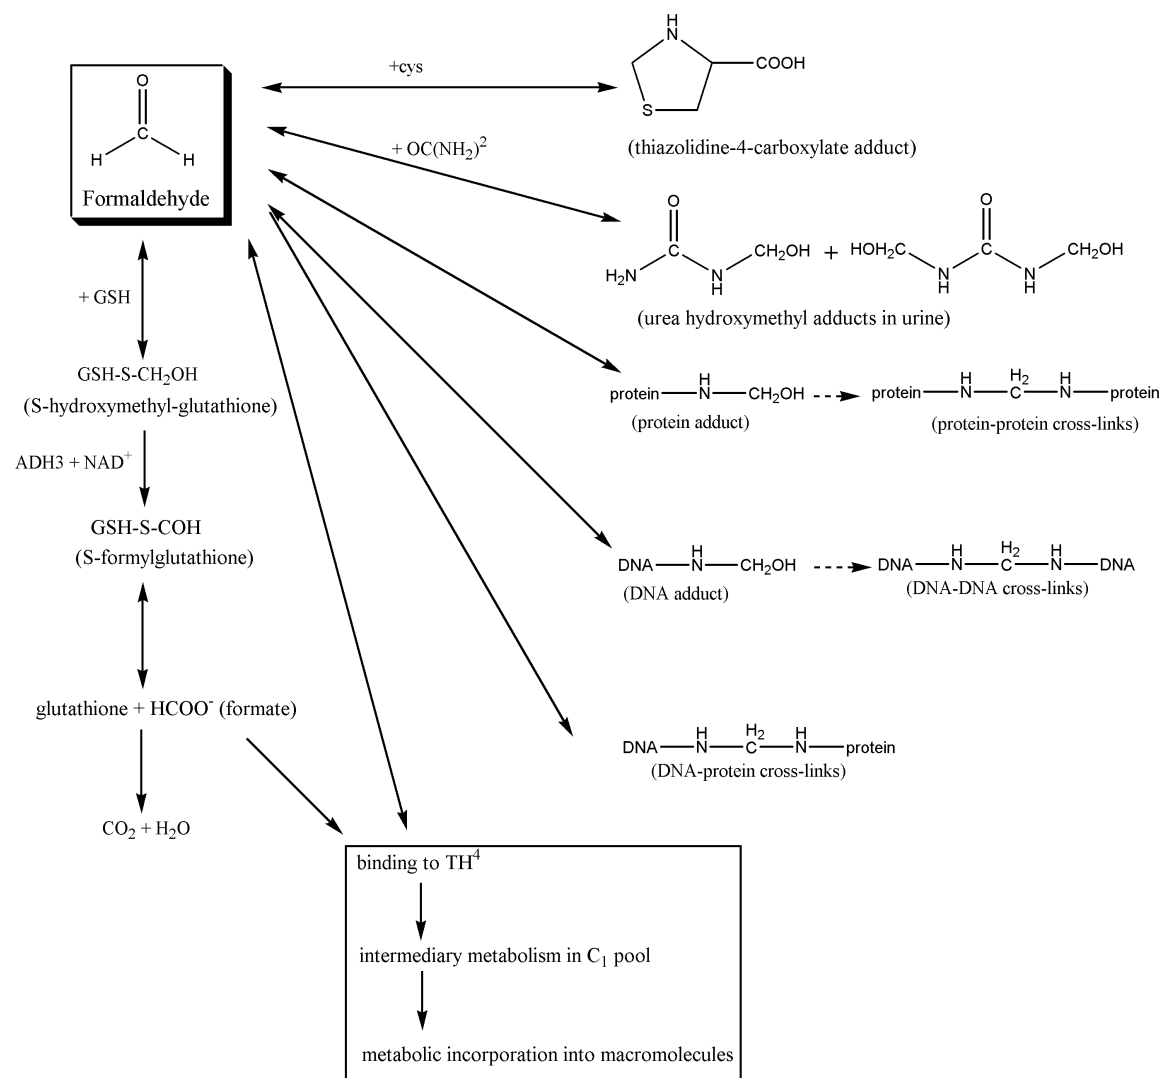 O
H H
Formaldehyde
+cys
H
N
COOH
S
(thiazolidine-4-carboxylate adduct)
+ OC(NH2)2
O
H2N
N
H
CH2OH
+
O
HOH2C
N
H
N
H
CH2OH
(urea hydroxymethyl adducts in urine)
+ GSH
GSH-S-CH2OH
(S-hydroxymethyl-glutathione)
protein H N CH2OH
(protein adduct)
protein H N H2 C H N protein
(protein-protein cross-links)
ADH3 + NAD+
GSH-S-COH
(S-formylglutathione)
DNA H N CH2OH
(DNA adduct)
DNA H N H2 C H N DNA
(DNA-DNA cross-links)
glutathione + HCOO- (formate)
DNA H N H2 C H N protein
(DNA-protein cross-links)
CO2 + H2O
binding to TH4
intermediary metabolism in C1 pool
metabolic incorporation into macromolecules